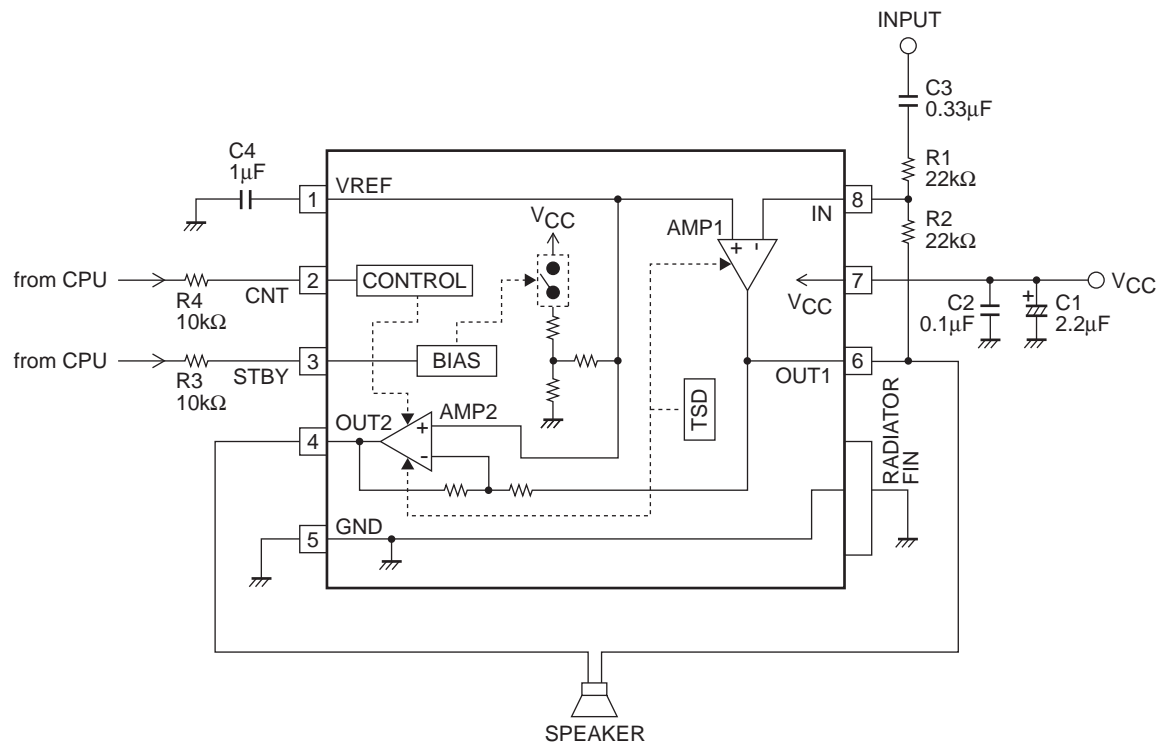 INPUT
C3
0.33µF
C4
1µF
R1
22kΩ
1
VREF
8
IN
VCC
AMP1
+
-
R2
22kΩ
from CPU
R4
10kΩ
2
CNT
CONTROL
7
VCC
VCC
C2
0.1µF
+
C1
2.2µF
from CPU
R3
10kΩ
3
STBY
BIAS
6
OUT1
TSD
RADIATOR
FIN
4
OUT2
AMP2
+
-
5
GND
SPEAKER